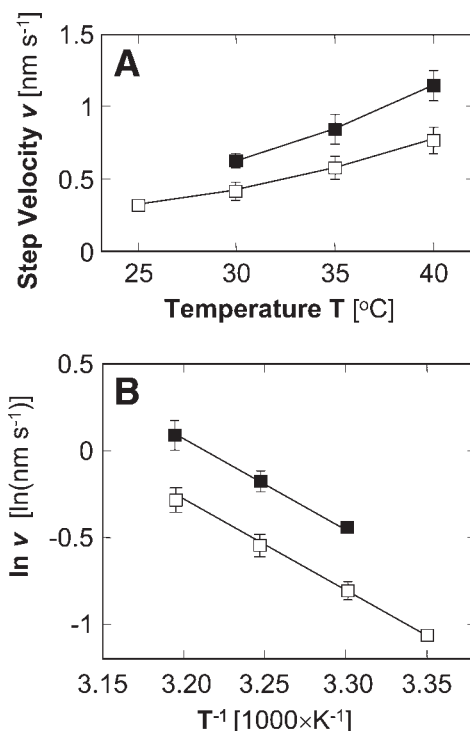 A
Step Velocity v [nm s-1]
1.5
1
0.5
0
25 30 35 40
Temperature T [oC]
B
ln v [ln(nm s-1)]
0.5
0
-0.5
-1
3.15 3.20 3.25 3.30 3.35
T-1 [1000×K-1]